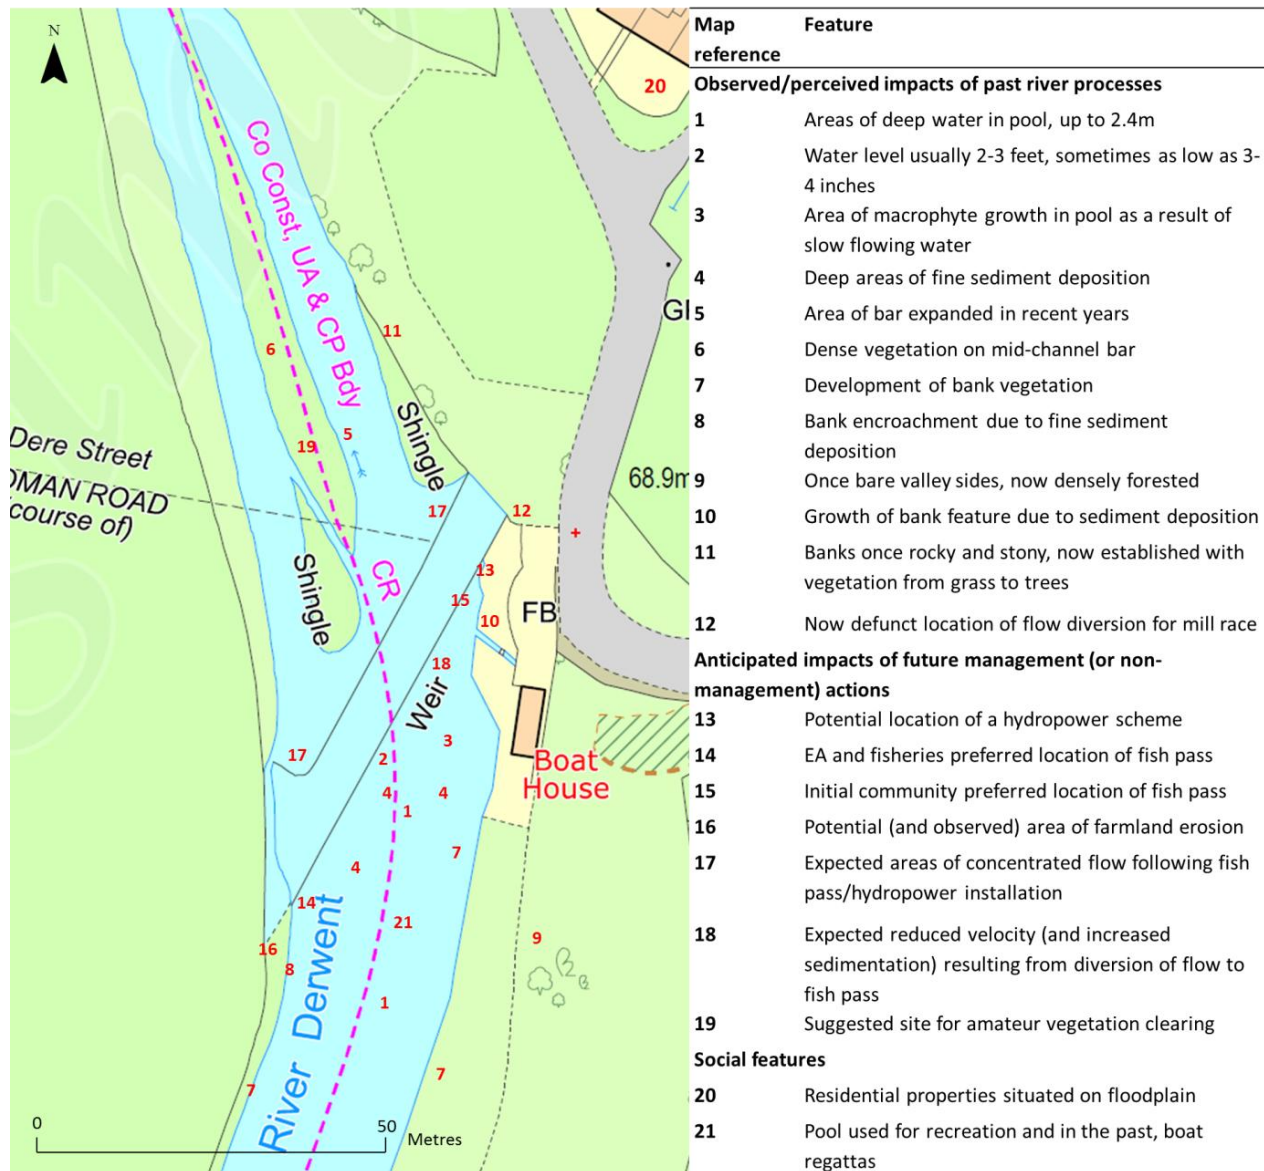 N
20
Co Const, UA & CP Bdy
11
6
5
19
Shingle
Dere Street
OMAN ROAD
course of)
68.9m
17
12
13
Shingle
CR
15
10
FB
18
Weir
3
17
2
Boat
House
4
4
1
7
4
14
21
9
16
8
1
River Derwent
7
7
0
50
Metres
Map
reference
Feature
Observed/perceived impacts of past river processes
1 Areas of deep water in pool, up to 2.4m
2 Water level usually 2-3 feet, sometimes as low as 3-
4 inches
3 Area of macrophyte growth in pool as a result of
slow flowing water
4 Deep areas of fine sediment deposition
5 Area of bar expanded in recent years
6 Dense vegetation on mid-channel bar
7 Development of bank vegetation
8 Bank encroachment due to fine sediment
deposition
9 Once bare valley sides, now densely forested
10 Growth of bank feature due to sediment deposition
11 Banks once rocky and stony, now established with
vegetation from grass to trees
12 Now defunct location of flow diversion for mill race
Anticipated impacts of future management (or non-
management) actions
13 Potential location of a hydropower scheme
14 EA and fisheries preferred location of fish pass
15 Initial community preferred location of fish pass
16 Potential (and observed) area of farmland erosion
17 Expected areas of concentrated flow following fish
pass/hydropower installation
18 Expected reduced velocity (and increased
sedimentation) resulting from diversion of flow to
fish pass
19 Suggested site for amateur vegetation clearing
Social features
20 Residential properties situated on floodplain
21 Pool used for recreation and in the past, boat
regattas